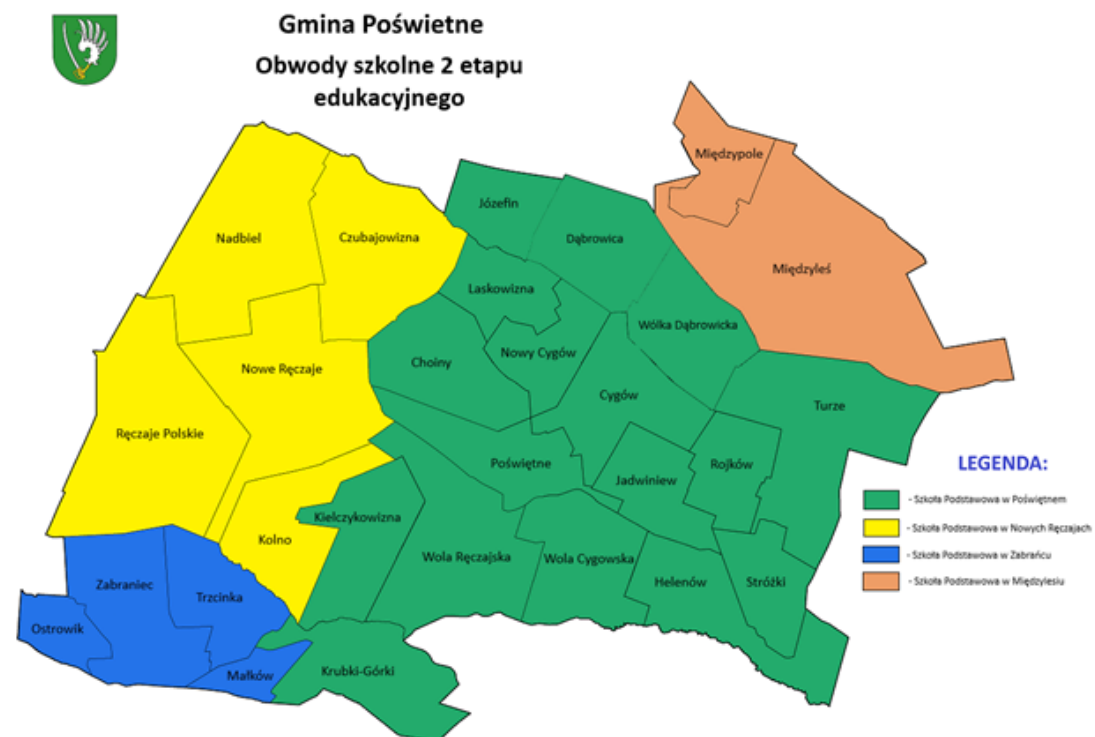 Gmina Poświetne
Obwody szkolne 2 etapu
edukacyjnego
Międzypole
Józefin
Nadbiel
Czubajowizna
Dąbrowica
Międzyleś
Laskowizna
Wólka Dąbrowicka
Nowy Cygów
Choiny
Nowe Ręczaje
Cygów
Turze
Ręczaje Polskie
Poświętne
Rojków
Jadwiniew
LEGENDA:
- Szkoła Podstawowa w Poświętnem
- Szkoła Podstawowa w Nowych Ręczajach
- Szkoła Podstawowa w Zabrańcu
- Szkoła Podstawowa w Międzylesiu
Kielczykowizna
Kolno
Wola Ręczajska
Wola Cygowska
Helenów
Stróżki
Zabraniec
Trzcinka
Ostrowik
Małków
Krubki-Górki